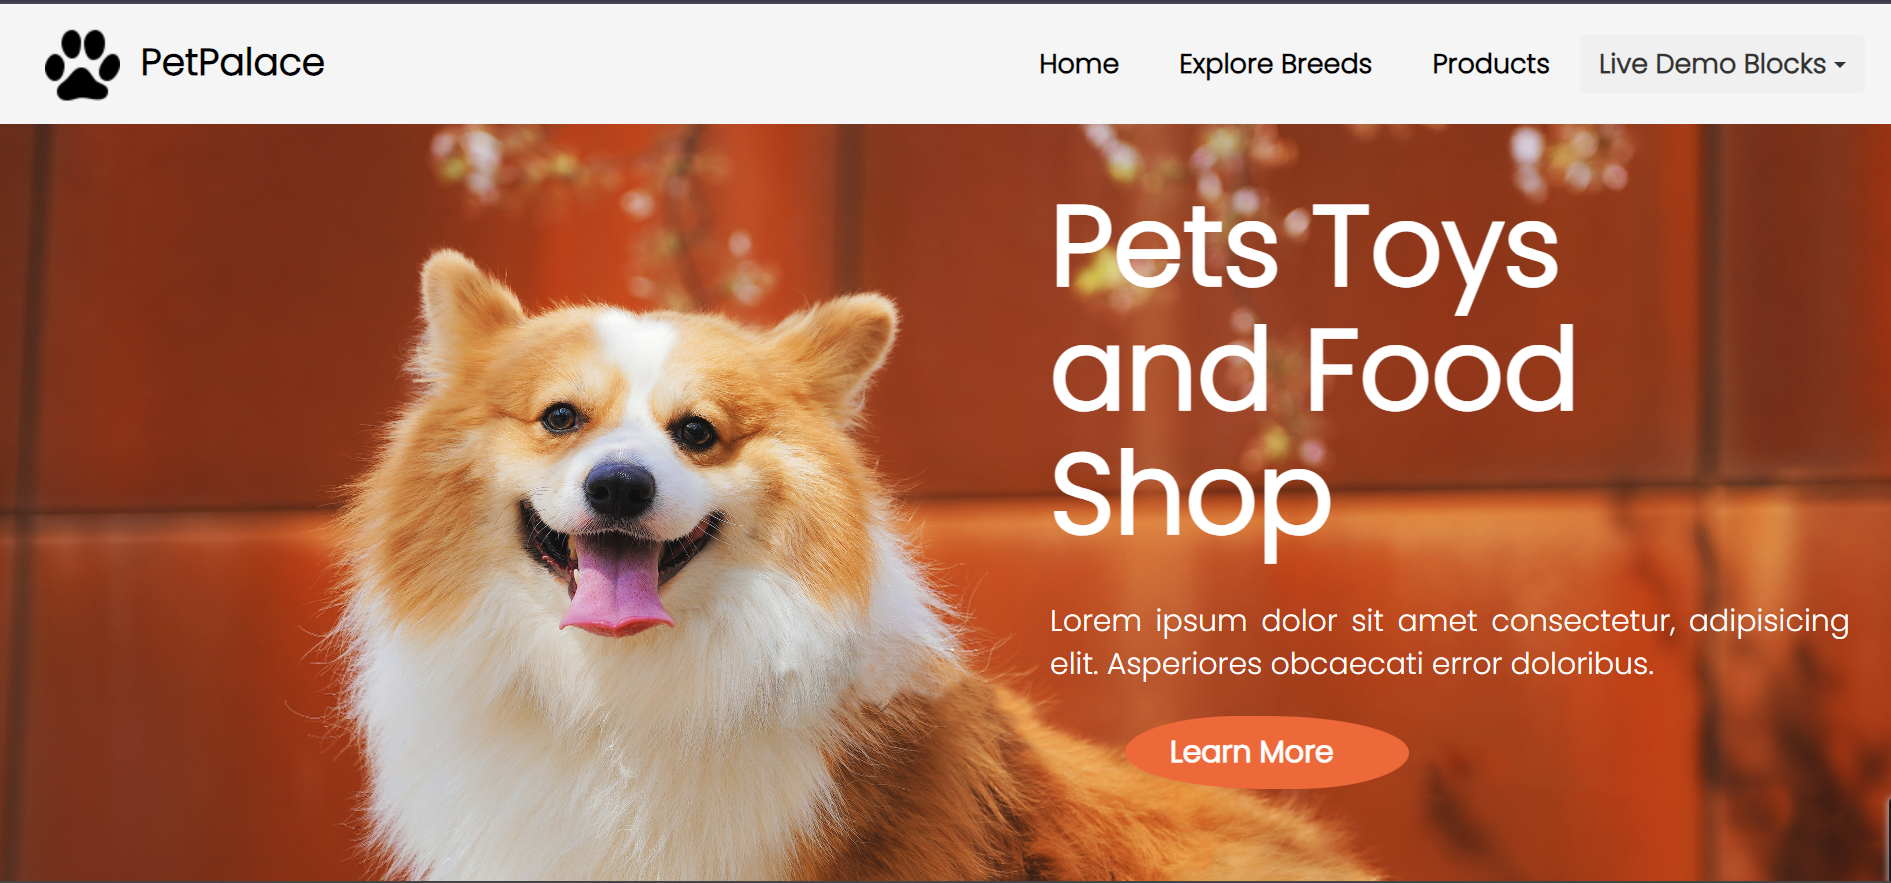 PetPalace
Home
Explore Breeds
Products
Live Demo Blocks
Pets Toys
and Food
Shop
Lorem ipsum dolor sit amet consectetur, adipisicing
elit. Asperiores obcaecati error doloribus.
Learn More